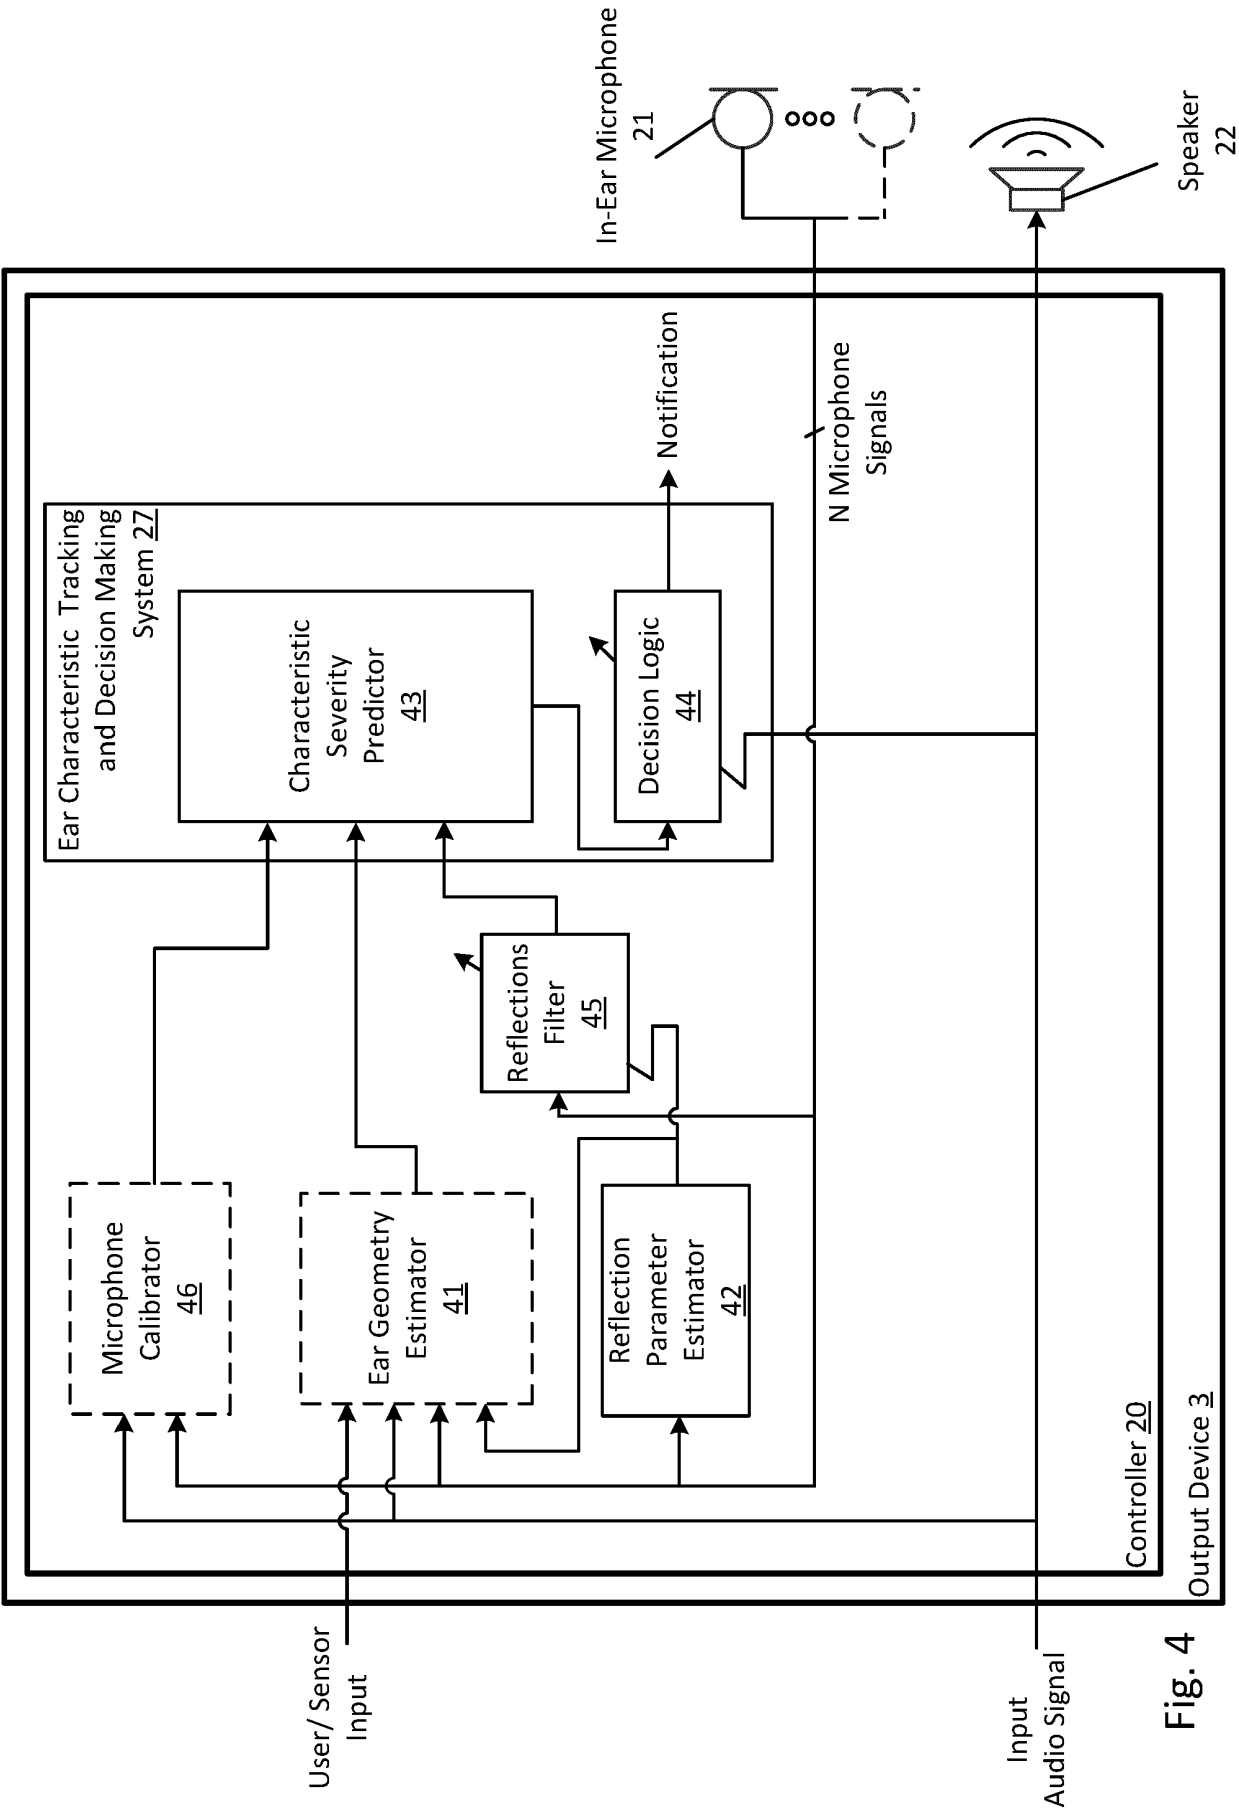 User/ Sensor
Input
Input
Audio Signal
Microphone
Calibrator
46
Ear Geometry
Estimator
41
Reflection
Parameter
Estimator
42
Reflections
Filter
45
Ear Characteristic Tracking
and Decision Making
System 27
Characteristic
Severity
Predictor
43
Decision Logic
44
Notification
N Microphone
Signals
In-Ear Microphone
21
Speaker
22
Controller 20
Output Device 3
Fig. 4